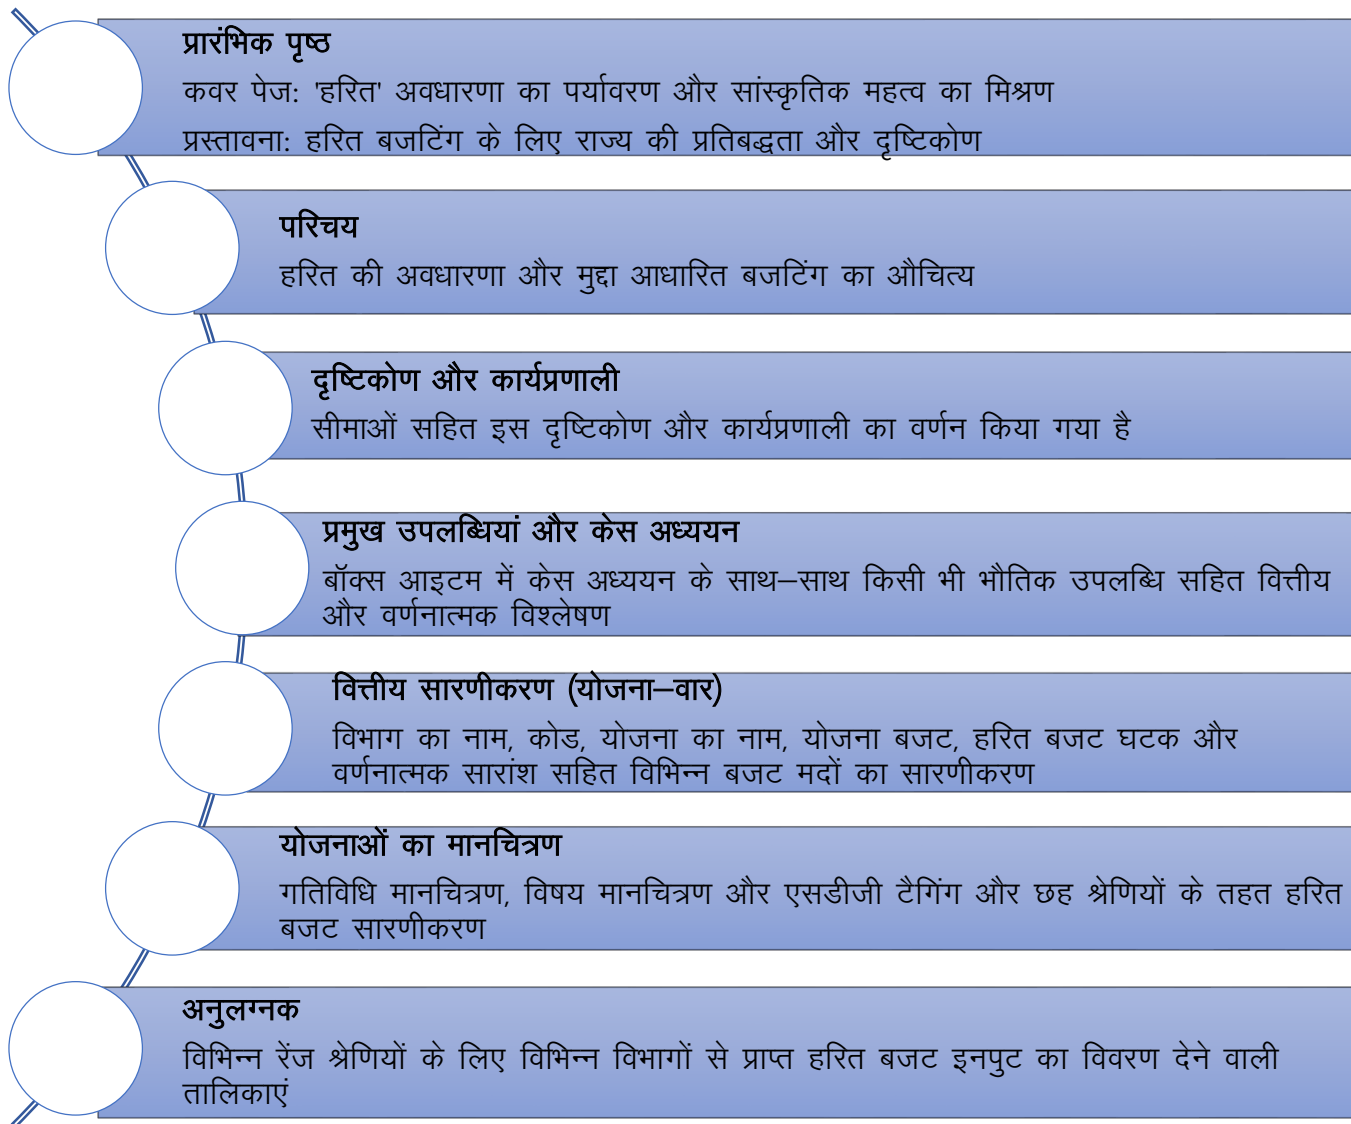 प्रारंभिक पृष्ठ
कवर पेज: 'हरित' अवधारणा का पर्यावरण और सांस्कृतिक महत्व का मिश्रण
प्रस्तावना: हरित बजटिंग के लिए राज्य की प्रतिबद्धता और दृष्टिकोण
परिचय
हरित की अवधारणा और मुद्दा आधारित बजटिंग का औचित्य
दृष्टिकोण और कार्यप्रणाली
सीमाओं सहित इस दृष्टिकोण और कार्यप्रणाली का वर्णन किया गया है
प्रमुख उपलब्धियां और केस अध्ययन
बॉक्स आइटम में केस अध्ययन के साथ–साथ किसी भी भौतिक उपलब्धि सहित वित्तीय
और वर्णनात्मक विश्लेषण
वित्तीय सारणीकरण (योजना–वार)
विभाग का नाम, कोड, योजना का नाम, योजना बजट, हरित बजट घटक और
वर्णनात्मक सारांश सहित विभिन्न बजट मदों का सारणीकरण
योजनाओं का मानचित्रण
गतिविधि मानचित्रण, विषय मानचित्रण और एसडीजी टैगिंग और छह श्रेणियों के तहत हरित
बजट सारणीकरण
अनुलग्नक
विभिन्न रेंज श्रेणियों के लिए विभिन्न विभागों से प्राप्त हरित बजट इनपुट का विवरण देने वाली
तालिकाएं